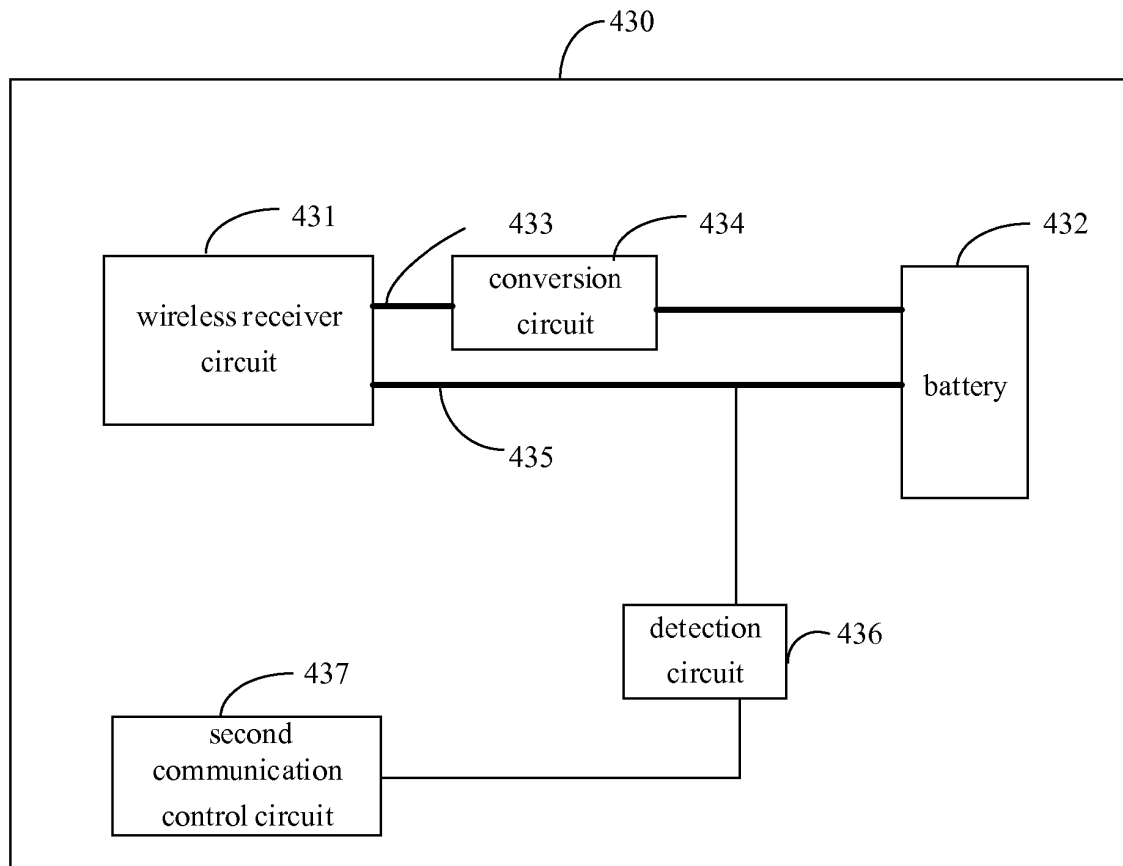 430
431
433
434
432
wireless receiver
circuit
conversion
circuit
battery
435
detection
circuit
436
437
second
communication
control circuit